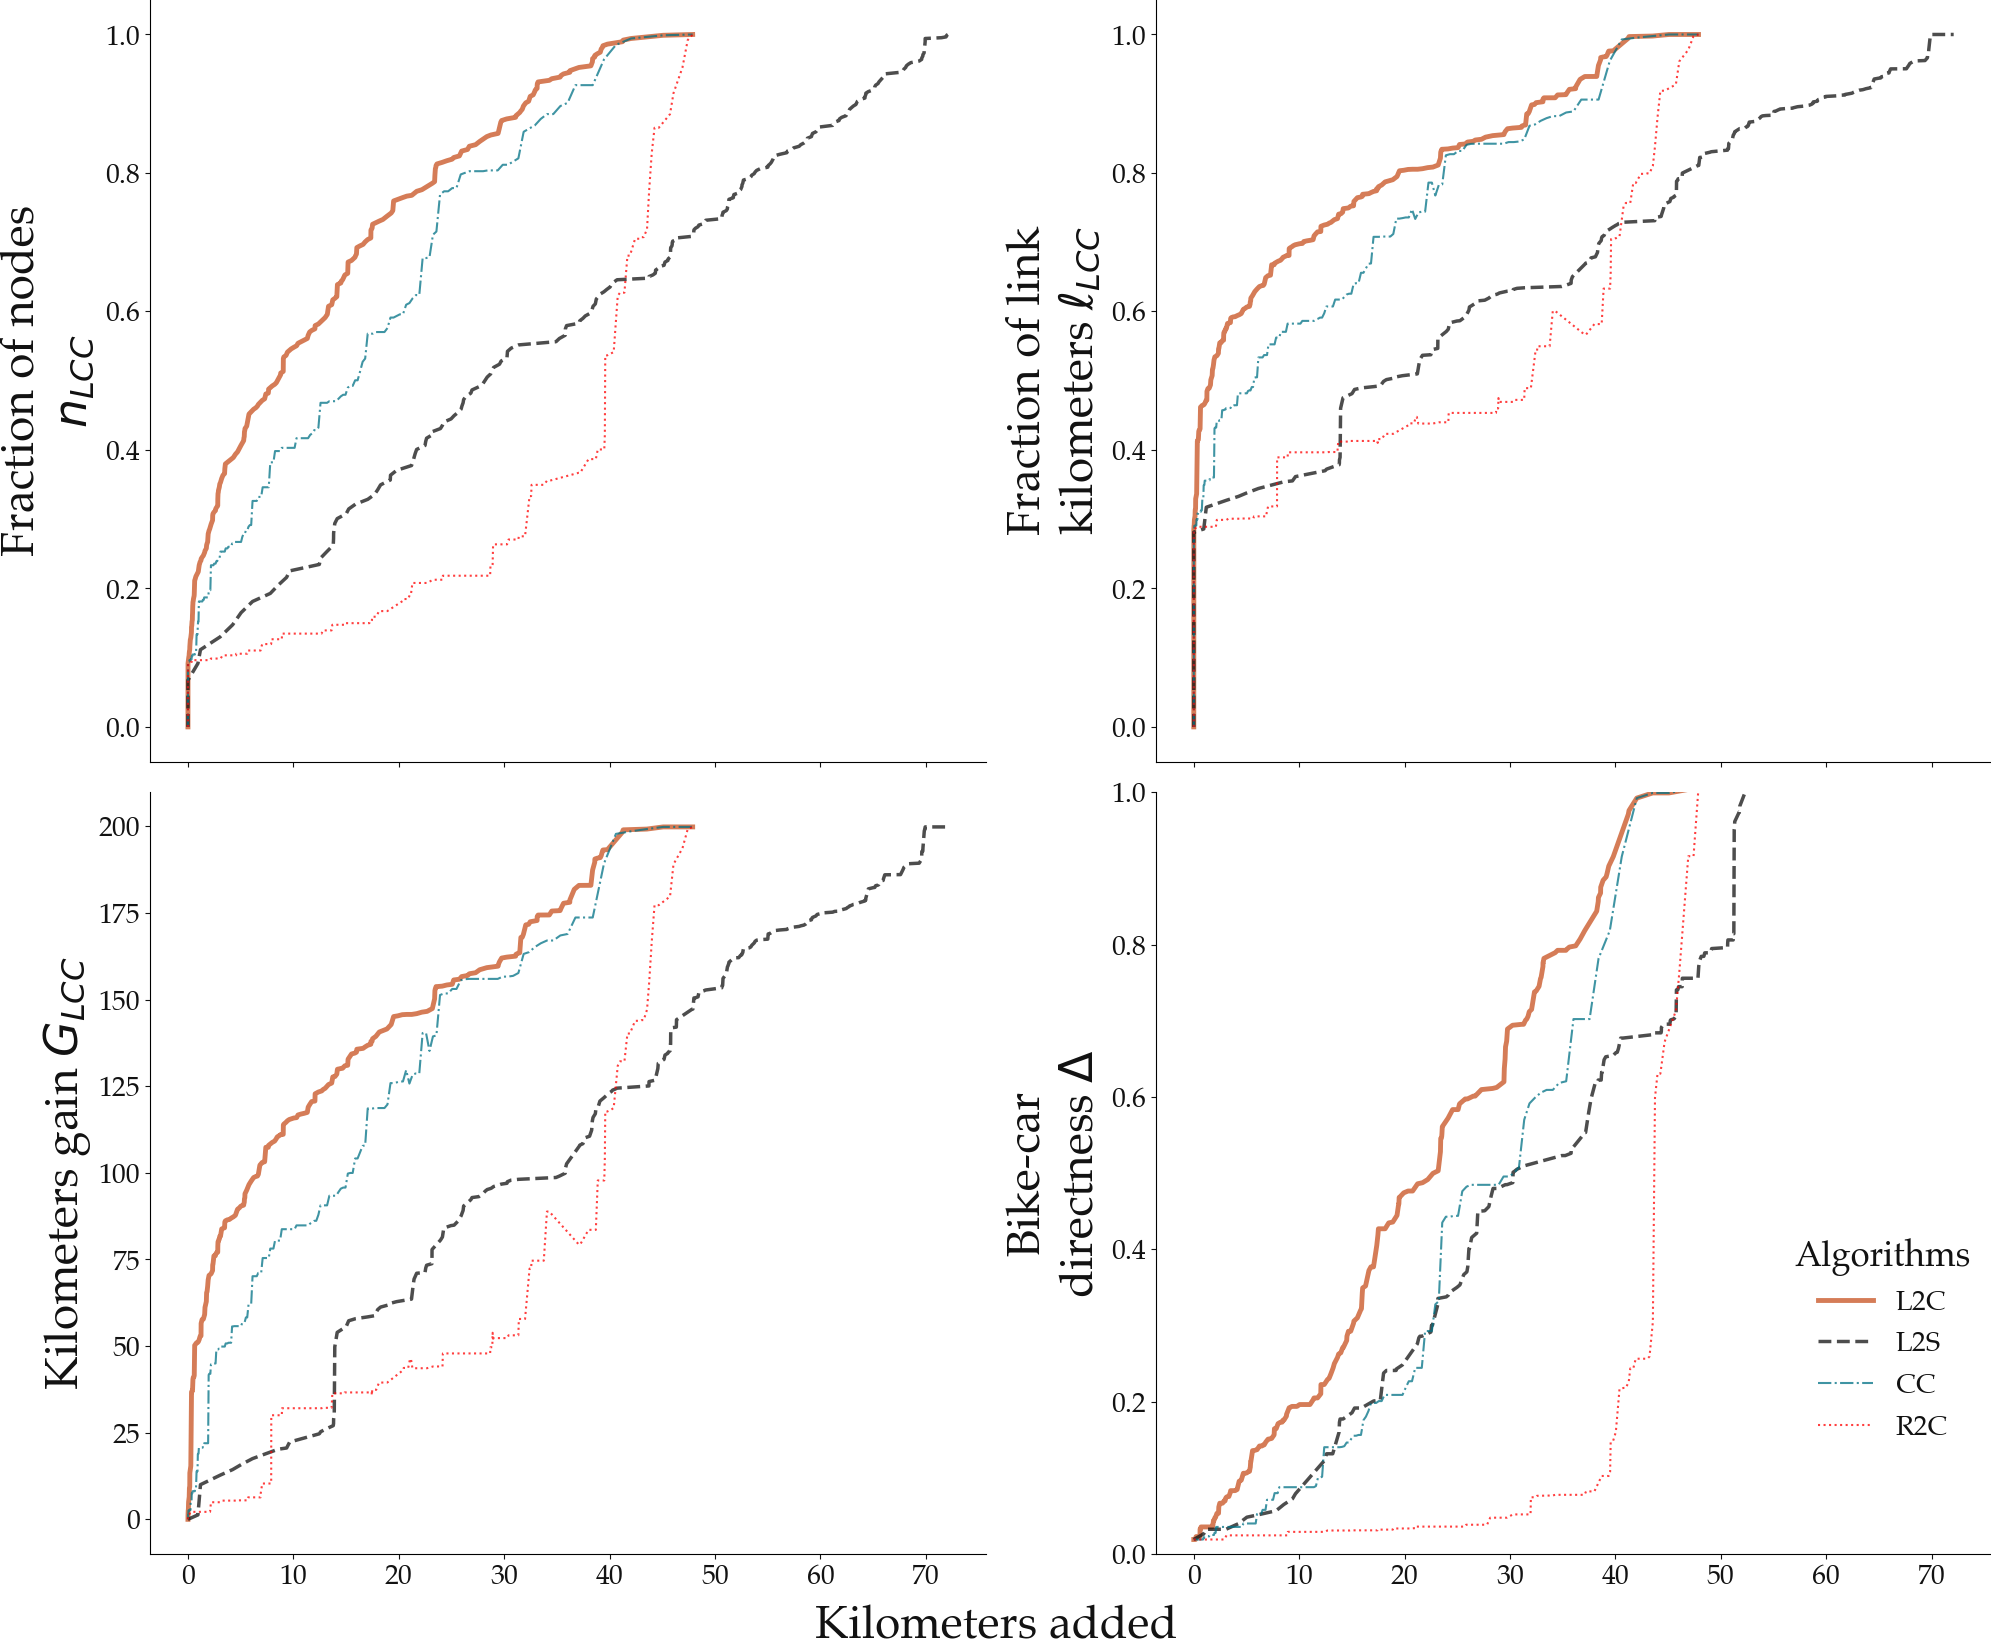 1.0
0.8
0.6
0.4
0.2
0.0
Fraction of nodes
n_LCC
1.0
0.8
0.6
0.4
0.2
0.0
Fraction of link
kilometers ℓ_LCC
200
175
150
125
100
75
50
25
0
Kilometers gain G_LCC
0 10 20 30 40 50 60 70
1.0
0.8
0.6
0.4
0.2
0.0
Bike-car
directness Δ
Algorithms
L2C
L2S
CC
R2C
0 10 20 30 40 50 60 70
Kilometers added